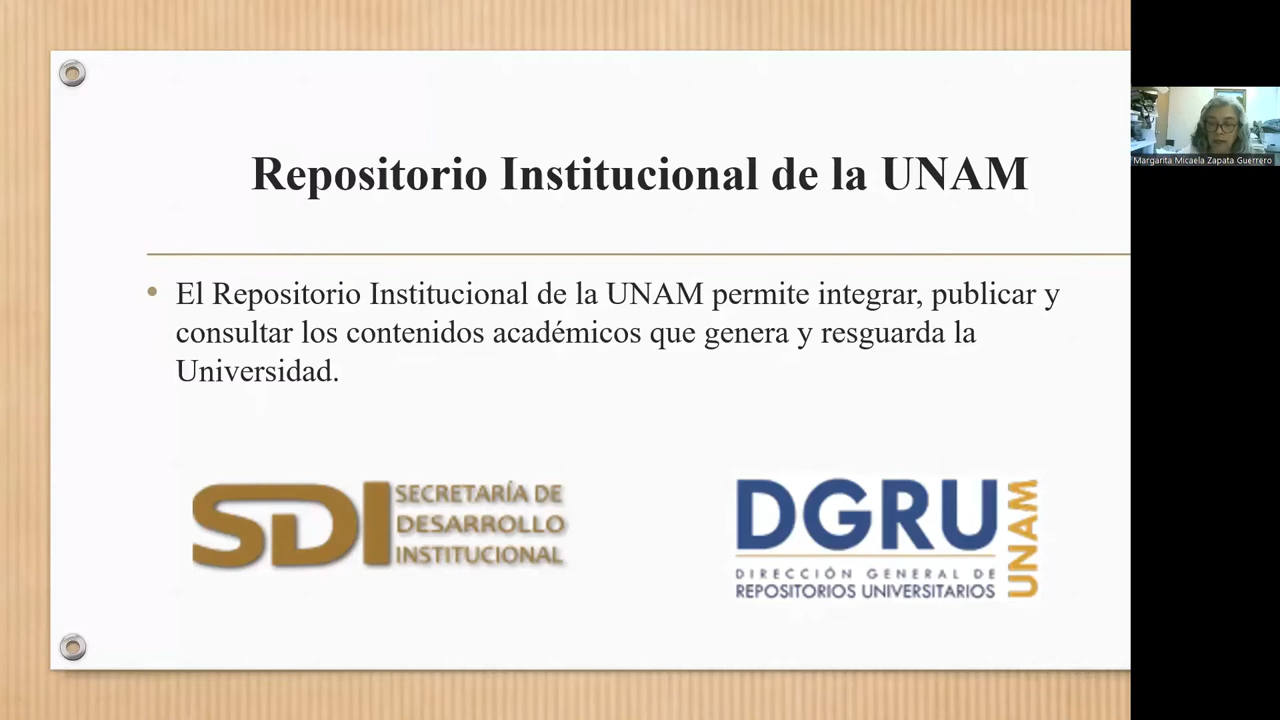 Repositorio Institucional de la UNAM
El Repositorio Institucional de la UNAM permite integrar, publicar y
consultar los contenidos académicos que genera y resguarda la
Universidad.
SDI
SECRETARÍA DE
DESARROLLO
INSTITUCIONAL
DGRU
UNAM
DIRECCIÓN GENERAL DE
REPOSITORIOS UNIVERSITARIOS
Margarita Micaela Zapata Guerrero